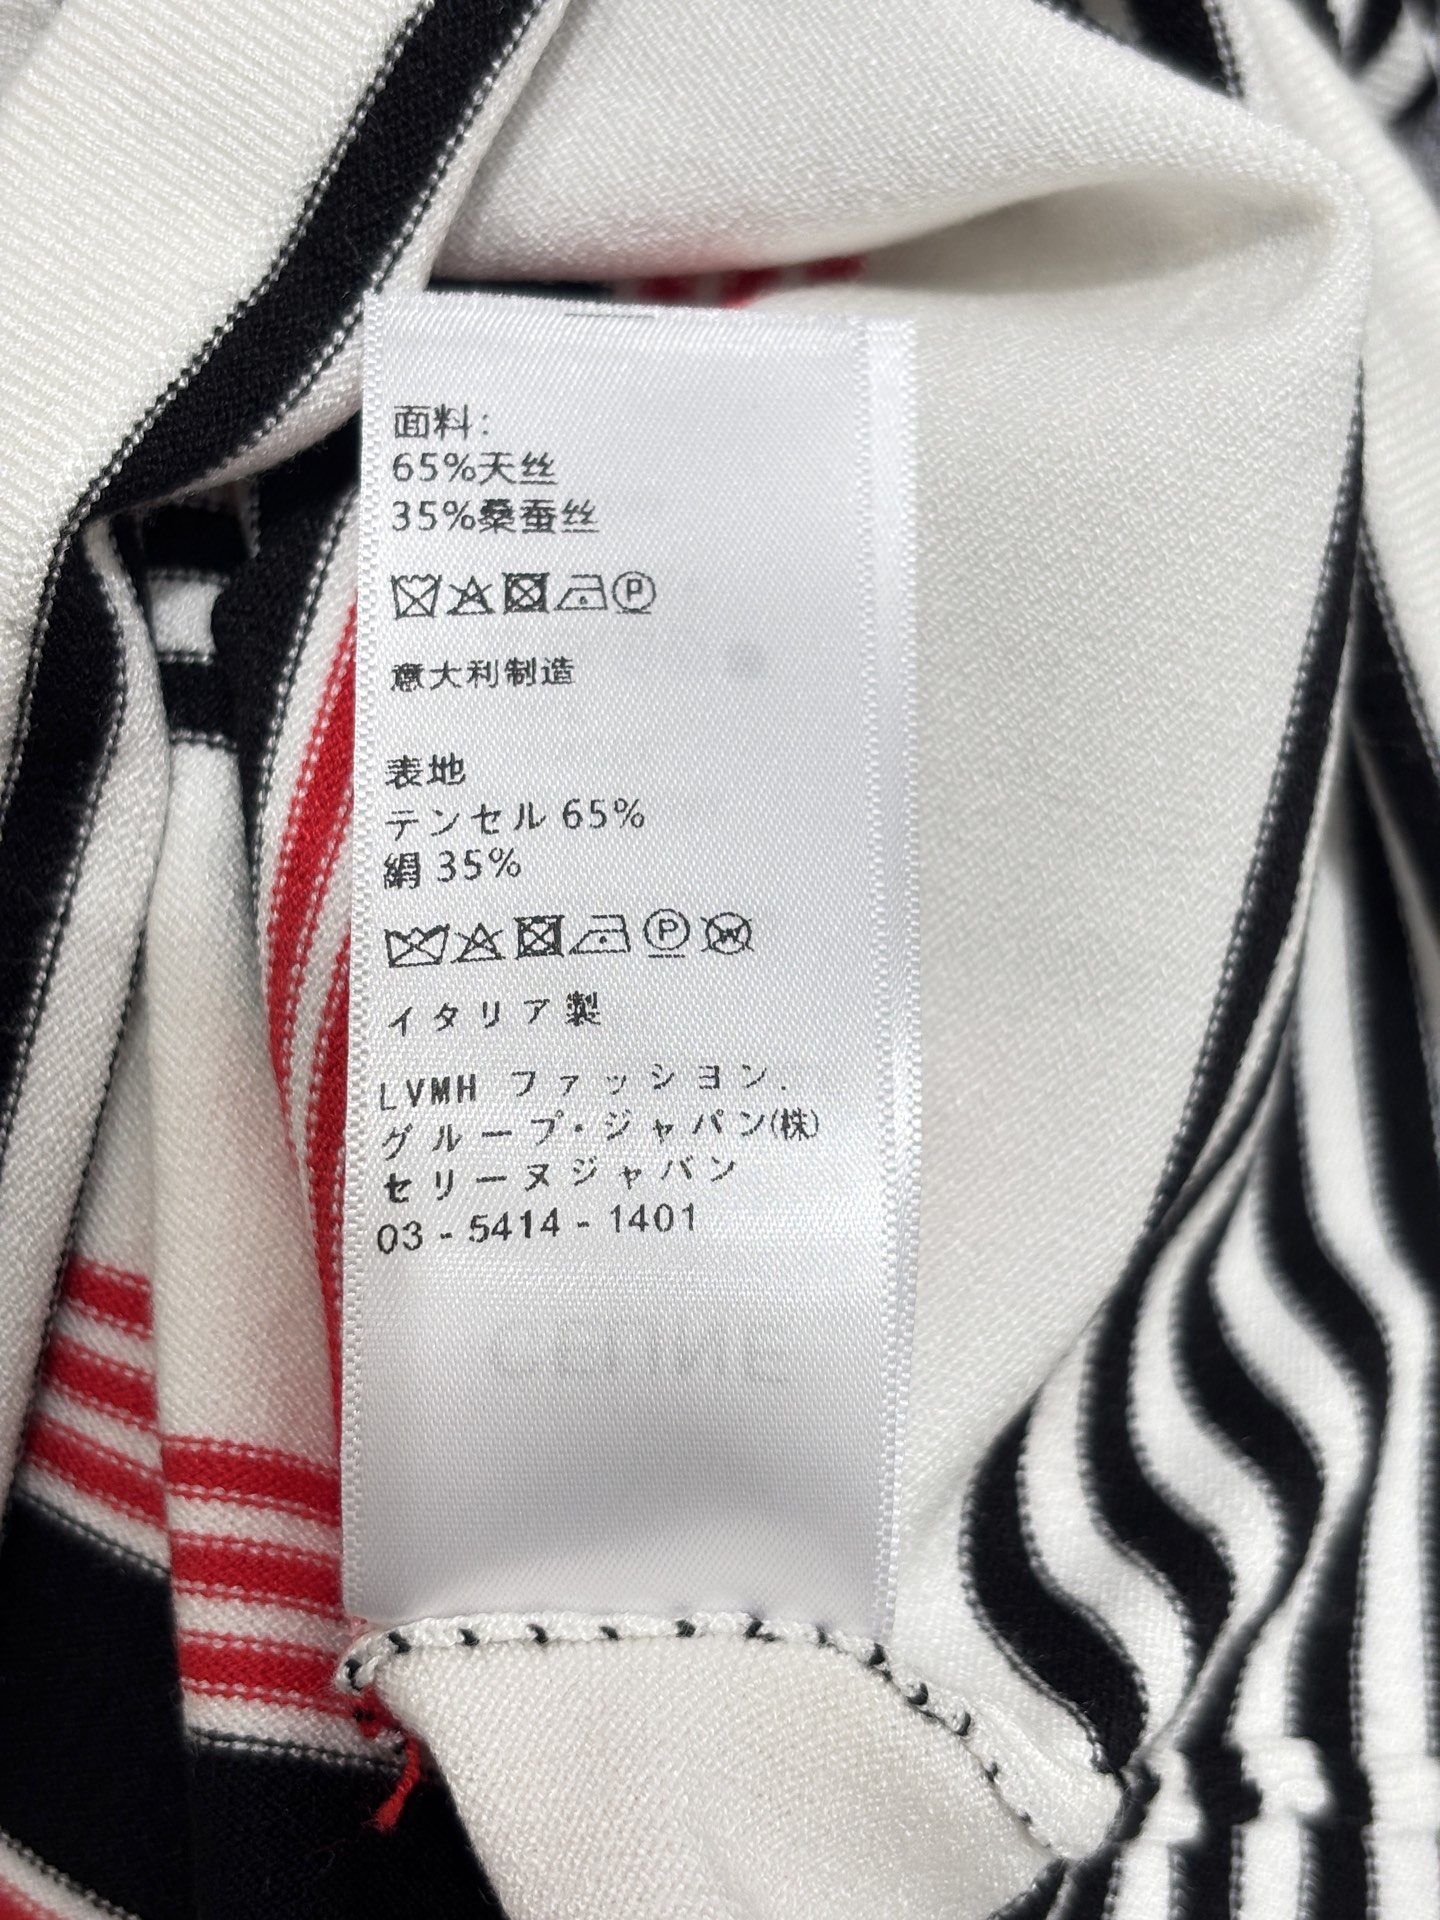 面料:
65%天丝
35%桑蚕丝
P
意大利制造
表地
テンセル 65%
絹 35%
P W
イタリア製
LVMH ファッション.
グループ・ジャパン(株)
セリーヌジャパン
03 - 5414 - 1401